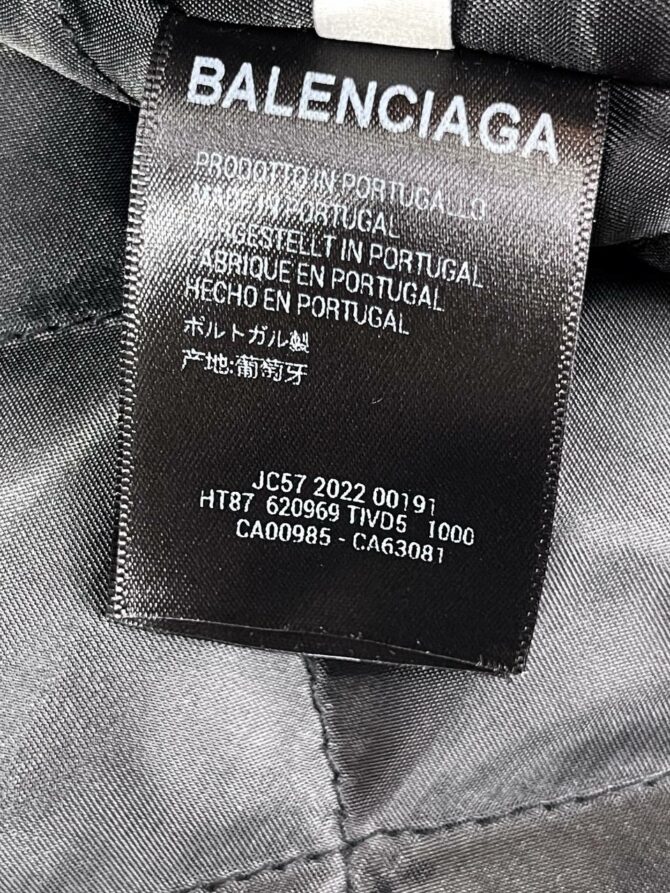 BALENCIAGA
PRODOTTO IN PORTUGALLO
MADE IN PORTUGAL
HERGESTELLT IN PORTUGAL
FABRIQUE EN PORTUGAL
HECHO EN PORTUGAL
ポルトガル製
产地:葡萄牙
JC57 2022 00191
HT87 620969 TIVD5 1000
CA00985 - CA63081